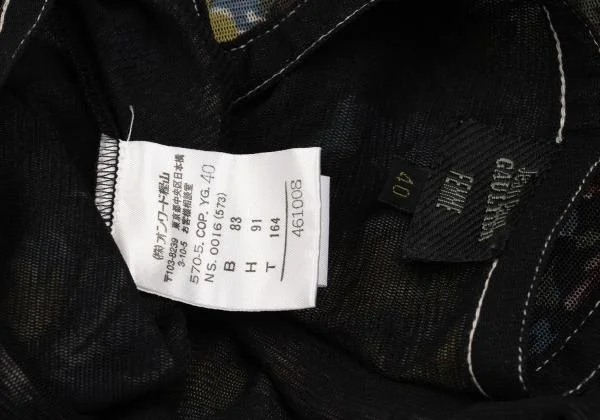 (株)オンワード樫山
〒103-8239 東京都中央区日本橋
3-10-5 お客様相談室
570-5. COP. YG. 40
NS. 0016 (573)
B 83
H 91
T 164
461008
40
Jean Paul
GAULTIER
FEMME